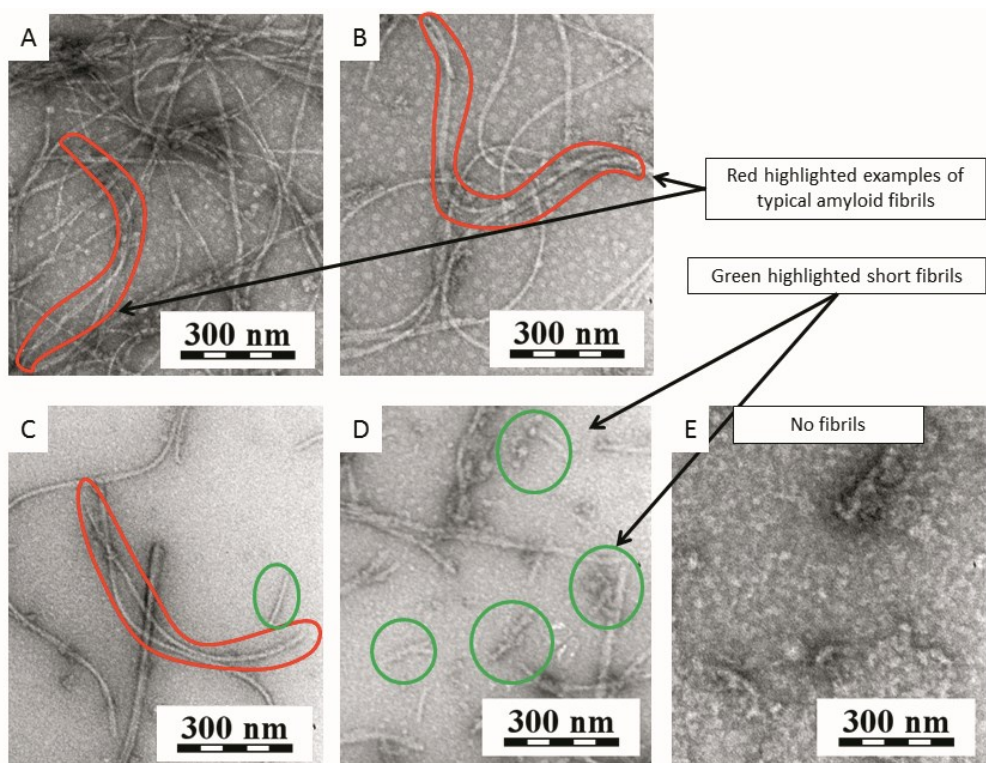 A
B
Red highlighted examples of
typical amyloid fibrils
Green highlighted short fibrils
300 nm
300 nm
C
D
No fibrils
E
300 nm
300 nm
300 nm